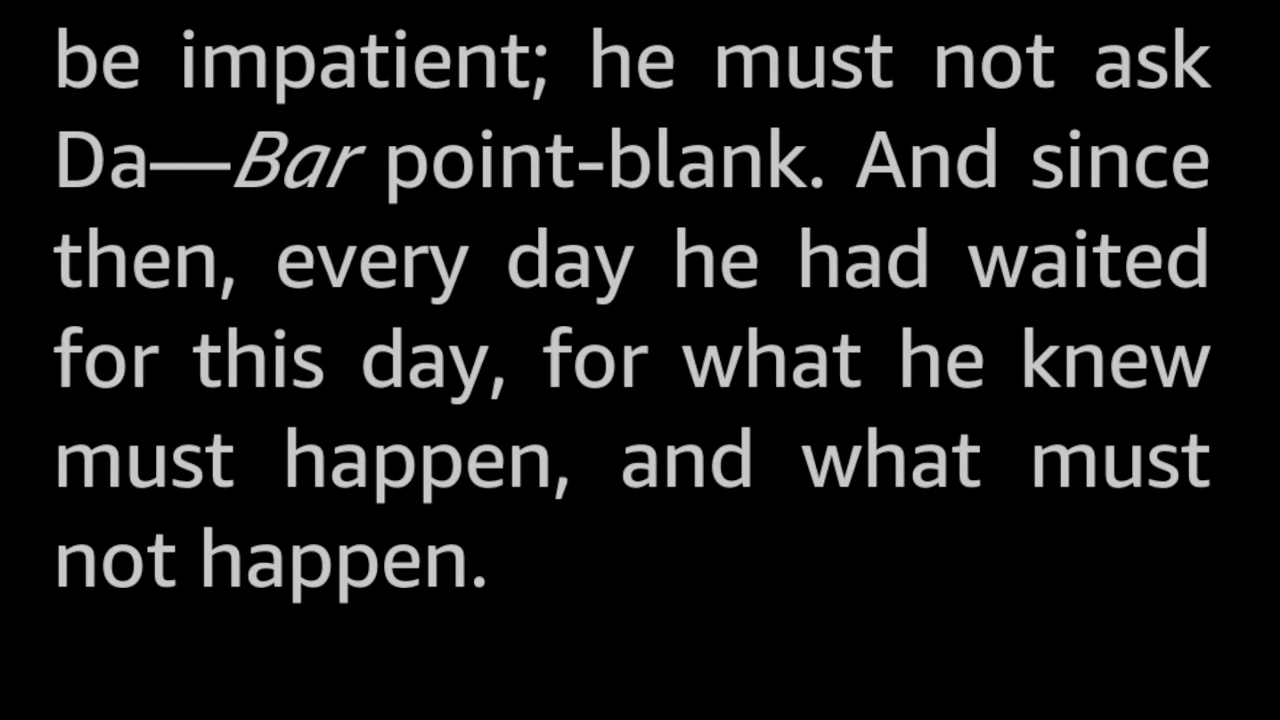 be impatient; he must not ask
Da—Bar point-blank. And since
then, every day he had waited
for this day, for what he knew
must happen, and what must
not happen.